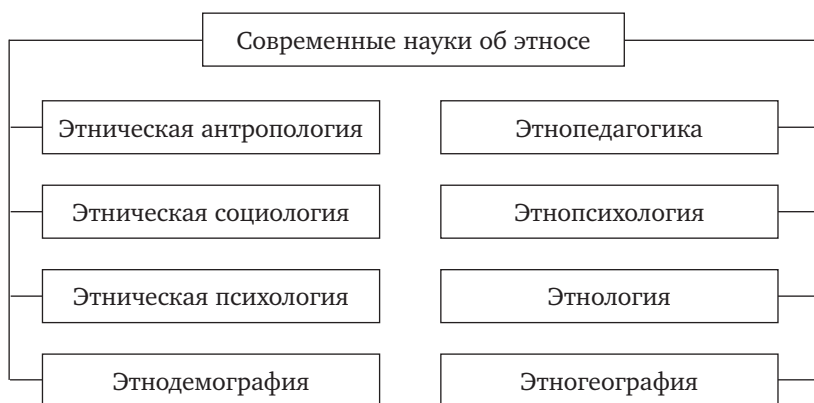 Современные науки об этносе
Этническая антропология
Этнопедагогика
Этническая социология
Этнопсихология
Этническая психология
Этнология
Этнодемография
Этногеография